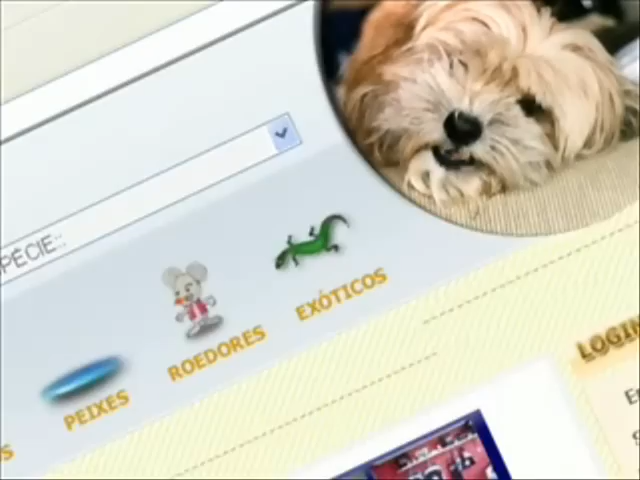 PÉCIE::
EXÓTICOS
ROEDORES
PEIXES
S
LOGIN